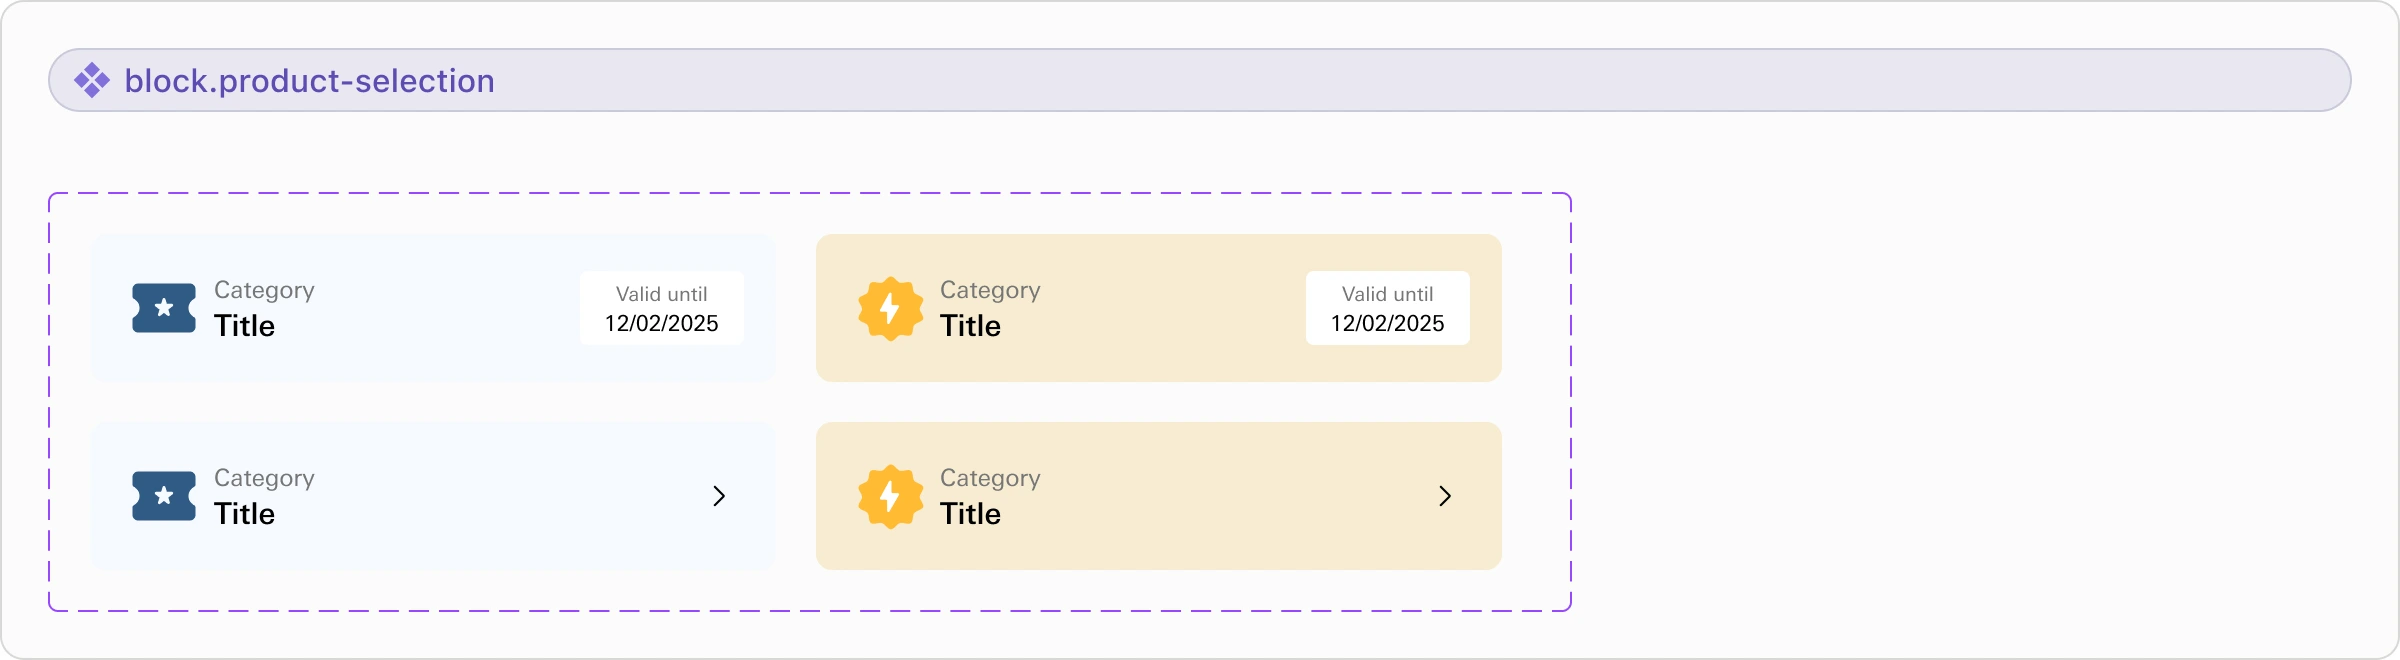 block.product-selection
Category
Title
Valid until
12/02/2025
Category
Title
Valid until
12/02/2025
Category
Title
Category
Title